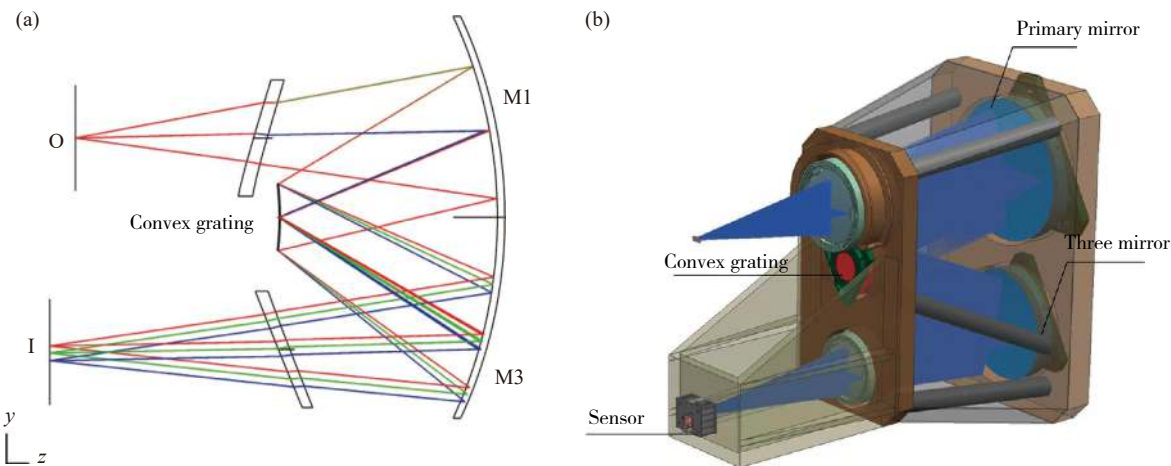 (a)
O
M1
Convex grating
I
M3
y
z
(b)
Primary mirror
Three mirror
Convex grating
Sensor